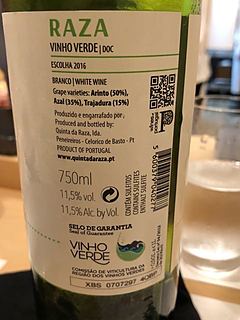 RAZA
VINHO VERDE | DOC
ESCOLHA 2016
BRANCO | WHITE WINE
Grape varieties: Arinto (50%),
Azal (35%), Trajadura (15%)
Produzido e engarrafado por:
Produced and bottled by:
Quinta da Raza, lda.
Peneireiros - Celorico de Basto - PT
PRODUCT OF PORTUGAL
www.quintadaraza.pt
750ml
11,5% vol.
11,5% Alc. by Vol.
CONTÉM SULFITOS
CONTAINS SULFITES
ENTHÄLT SULFITE
SELO DE GARANTIA
Seal of Guarantee
VINHO
VERDE
COMISSÃO DE VITICULTURA DA
REGIÃO DOS VINHOS VERDES
XBS 0707297